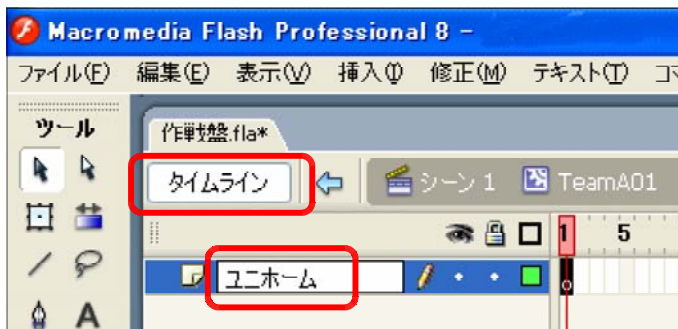 Macromedia Flash Professional 8 -
ファイル(F) 編集(E) 表示(V) 挿入(I) 修正(M) テキスト(T)
ツール
作戦盤.fla*
タイムライン シーン 1 TeamA01
1 5
ユニホーム
A